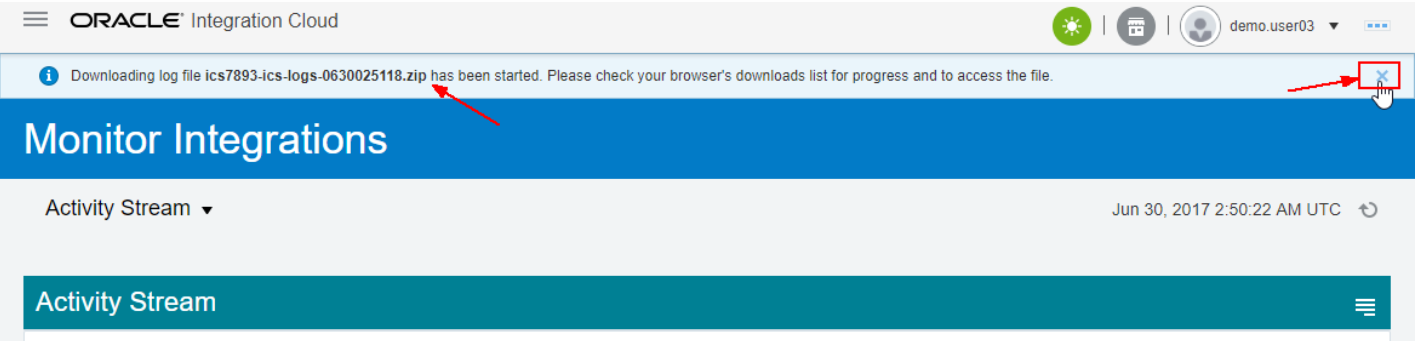 ORACLE® Integration Cloud
demo.user03
Downloading log file ics7893-ics-logs-0630025118.zip has been started. Please check your browser's downloads list for progress and to access the file.
Monitor Integrations
Activity Stream
Jun 30, 2017 2:50:22 AM UTC
Activity Stream